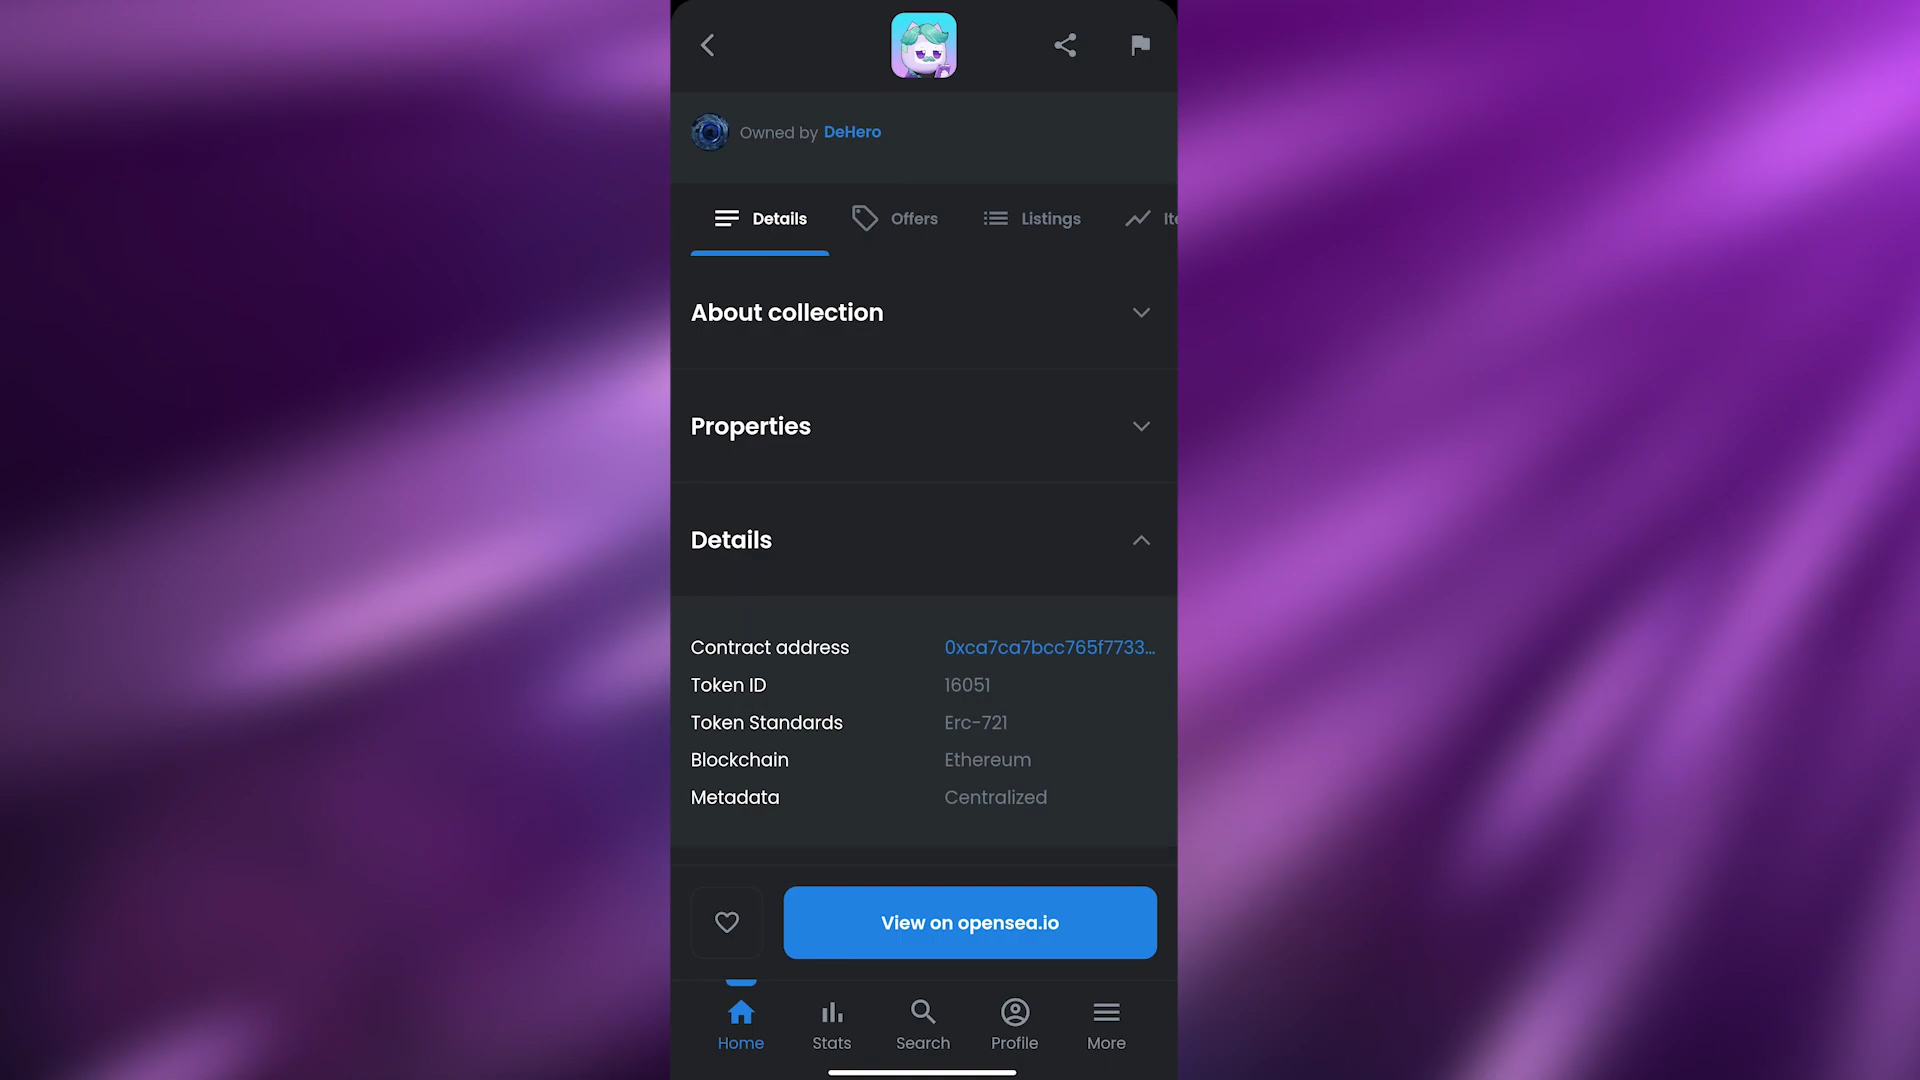 Owned by DeHero
Details
Offers
Listings
Ite
About collection
Properties
Details
Contract address 0xca7ca7bcc765f7733...
Token ID 16051
Token Standards Erc-721
Blockchain Ethereum
Metadata Centralized
View on opensea.io
Home
Stats
Search
Profile
More